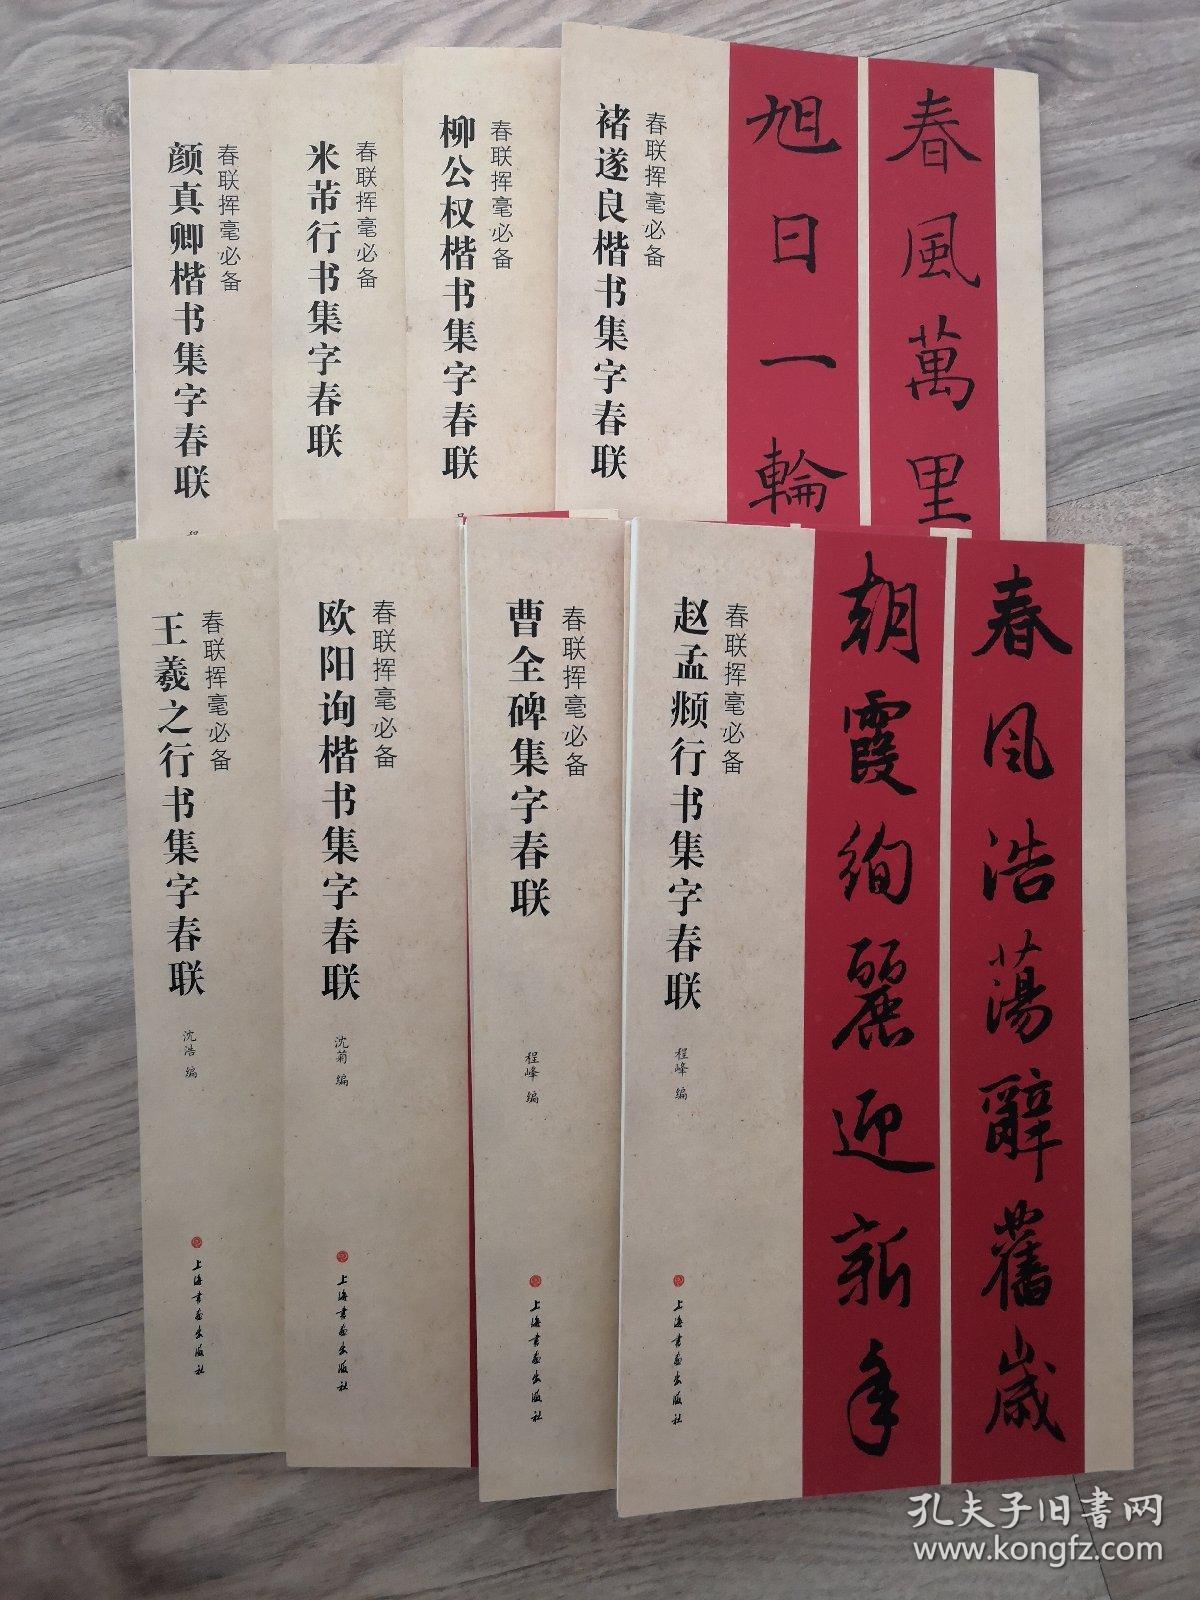 春联挥毫必备
颜真卿楷书集字春联
程
春联挥毫必备
米芾行书集字春联
春联挥毫必备
柳公权楷书集字春联
春联挥毫必备
褚遂良楷书集字春联
春風萬里
旭日一輪
春联挥毫必备
王羲之行书集字春联
沈浩 编
上海书画出版社
春联挥毫必备
欧阳询楷书集字春联
沈菊 编
上海书画出版社
春联挥毫必备
曹全碑集字春联
程峰 编
上海书画出版社
春联挥毫必备
赵孟頫行书集字春联
程峰 编
上海书画出版社
春风浩蕩辭舊歲
朝霞絢麗迎新年
孔夫子旧书网
www.kongfz.com